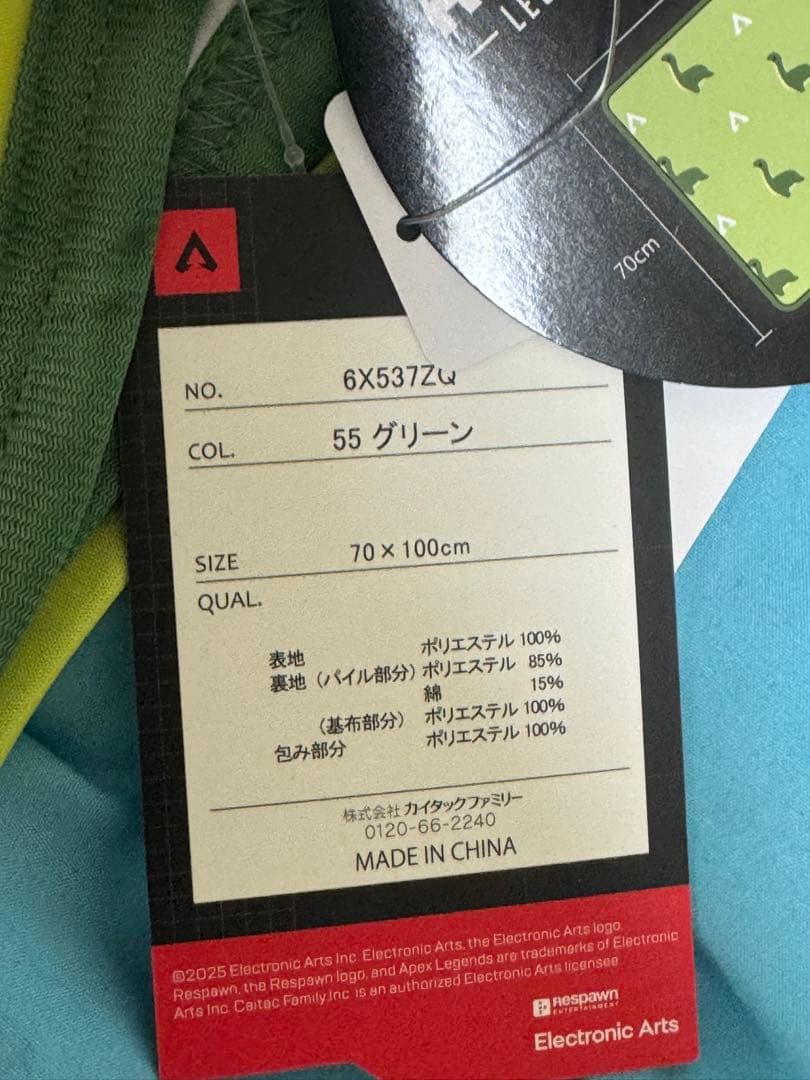 70cm
NO. 6X537ZQ
COL. 55 グリーン
SIZE 70×100cm
QUAL.
表地 ポリエステル 100%
裏地 (パイル部分) ポリエステル 85%
綿 15%
(基布部分) ポリエステル 100%
包み部分 ポリエステル 100%
株式会社 カイタックファミリー
0120-66-2240
MADE IN CHINA
©2025 Electronic Arts Inc. Electronic Arts, the Electronic Arts logo,
Respawn, the Respawn logo, and Apex Legends are trademarks of Electronic
Arts Inc. Caitac Family Inc. is an authorized Electronic Arts licensee.
Respawn
ENTERTAINMENT
Electronic Arts